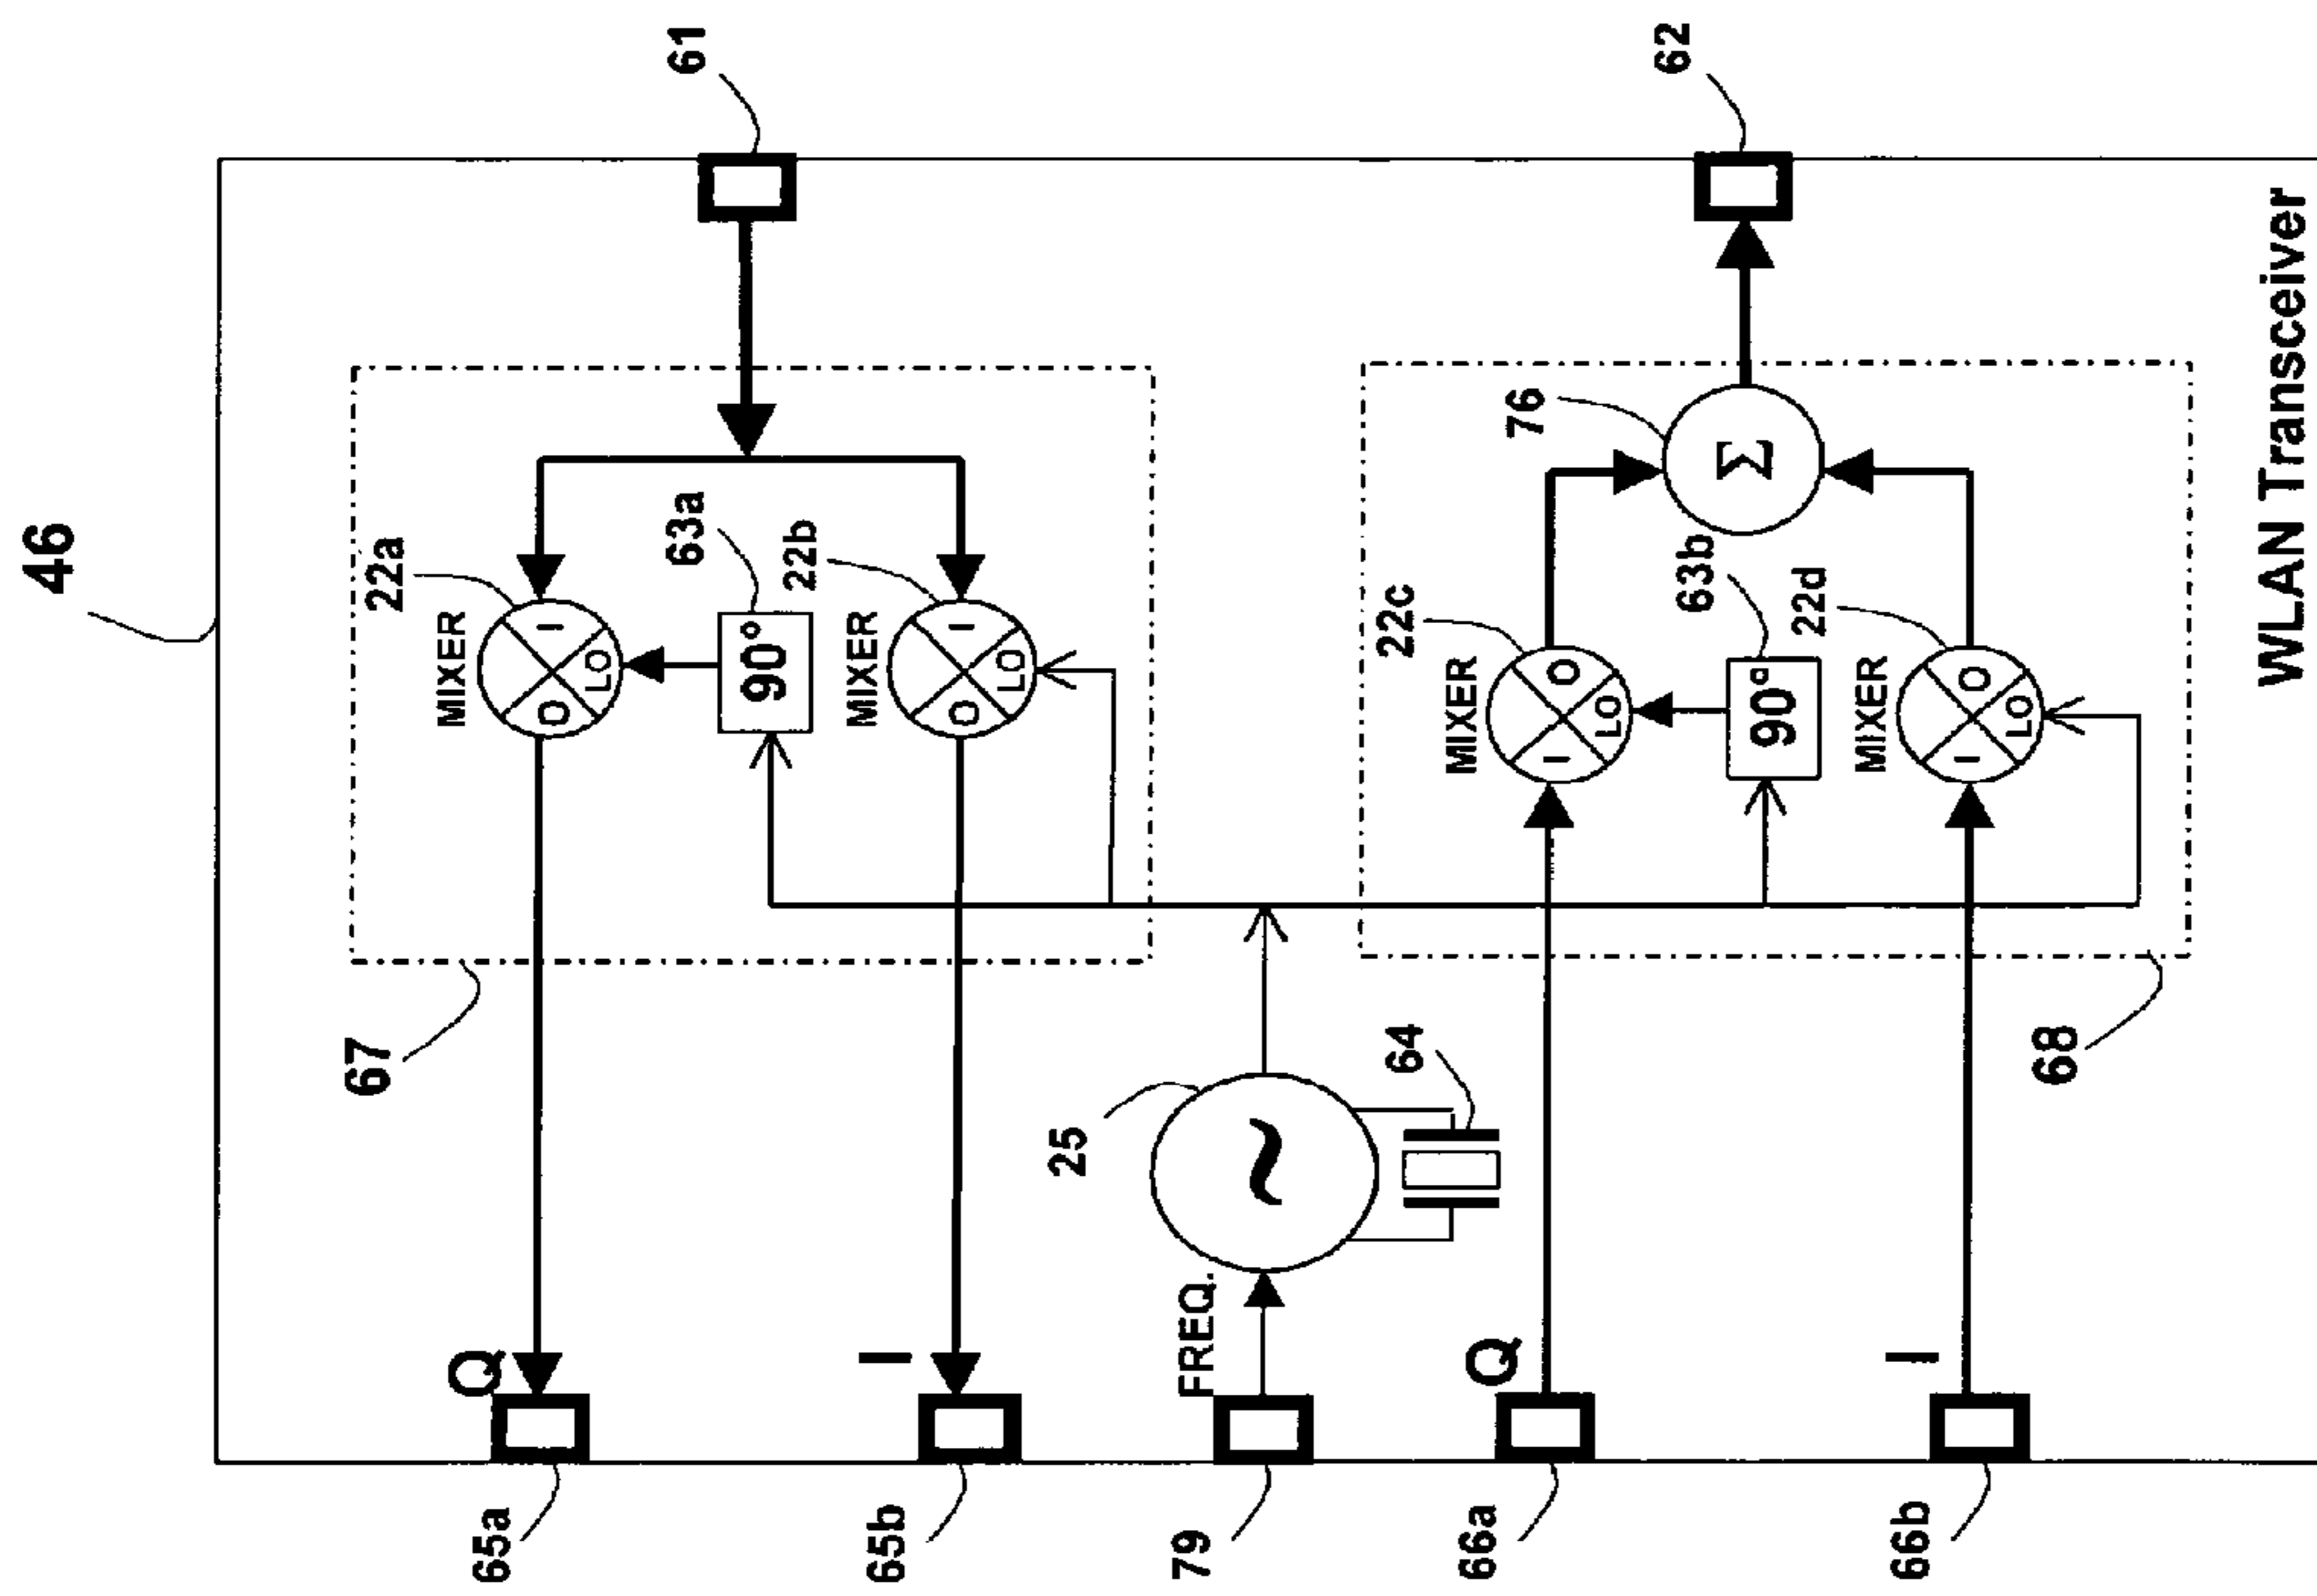 46
61
62
67
MIXER
22a
I
O
LO
63a
90°
MIXER
22b
I
O
LO
Q
65a
I
65b
25
~
64
FREQ.
79
68
MIXER
22c
O
I
LO
63b
90°
MIXER
22d
O
I
LO
76
Σ
Q
66a
I
66b
WLAN Transceiver